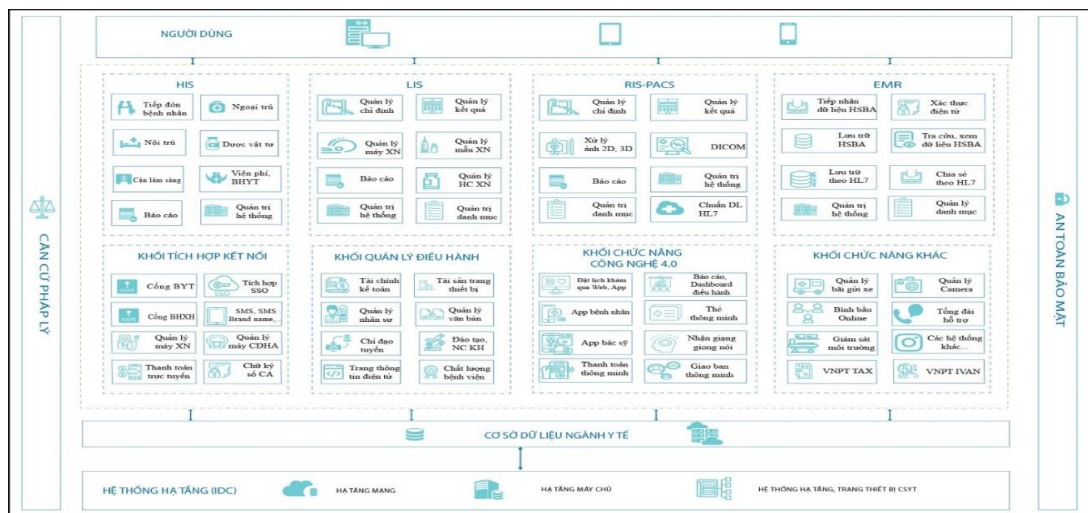 NGƯỜI DÙNG
CĂN CỨ PHÁP LÝ
AN TOÀN BẢO MẬT
HIS
Tiếp đón
bệnh nhân
Ngoại trú
Nôi trú
Dược vật tư
Cận lâm sàng
Viện phí,
BHYT
Báo cáo
Quản trị
hệ thống
LIS
Quản lý
chỉ định
Quản lý
kết quả
Quản lý
máy XN
Quản lý
mẫu XN
Báo cáo
Quản lý
HC XN
Quản trị
hệ thống
Quản trị
danh mục
RIS-PACS
Quản lý
chỉ định
Quản lý
kết quả
Xử lý
ảnh 2D, 3D
DICOM
Báo cáo
Quản trị
hệ thống
Quản trị
danh mục
Chuẩn DL
HL7
EMR
Tiếp nhận
dữ liệu HSBA
Xác thực
điện tử
Lưu trữ
HSBA
Tra cứu, xem
dữ liệu HSBA
Lưu trữ
theo HL7
Chia sẻ
theo HL7
Quản trị
hệ thống
Quản lý
danh mục
KHỐI TÍCH HỢP KẾT NỐI
Cổng BYT
Tích hợp
SSO
SSO
Cổng BHXH
SMS, SMS
Brand name,..
Quản lý
máy XN
Quản lý
máy CDHA
Thanh toán
trực tuyến
Chữ ký
số CA
KHỐI QUẢN LÝ ĐIỀU HÀNH
Tài chính
kế toán
Tài sản trang
thiết bị
Quản lý
nhân sự
Quản lý
văn bản
Chỉ đạo
tuyến
Đào tạo,
NC KH
Trang thông
tin điện tử
Chất lượng
bệnh viện
KHỐI CHỨC NĂNG
CÔNG NGHỆ 4.0
Đặt lịch khám
qua Web, App
Báo cáo,
Dashboard
điều hành
App bệnh nhân
Thẻ
thông minh
App bác sỹ
Nhận giạng
giọng nói
Thanh toán
thông minh
Giao ban
thông minh
KHỐI CHỨC NĂNG KHÁC
Quản lý
bãi gửi xe
Quản lý
Camera
Bình bầu
Online
Tổng đài
hỗ trợ
Giám sát
môi trường
Các hệ thống
khác...
VNPT TAX
VNPT IVAN
CƠ SỞ DỮ LIỆU NGÀNH Y TẾ
HỆ THỐNG HẠ TẦNG (IDC)
HẠ TẦNG MẠNG
HẠ TẦNG MÁY CHỦ
HỆ THỐNG HẠ TẦNG, TRANG THIẾT BỊ CSYT